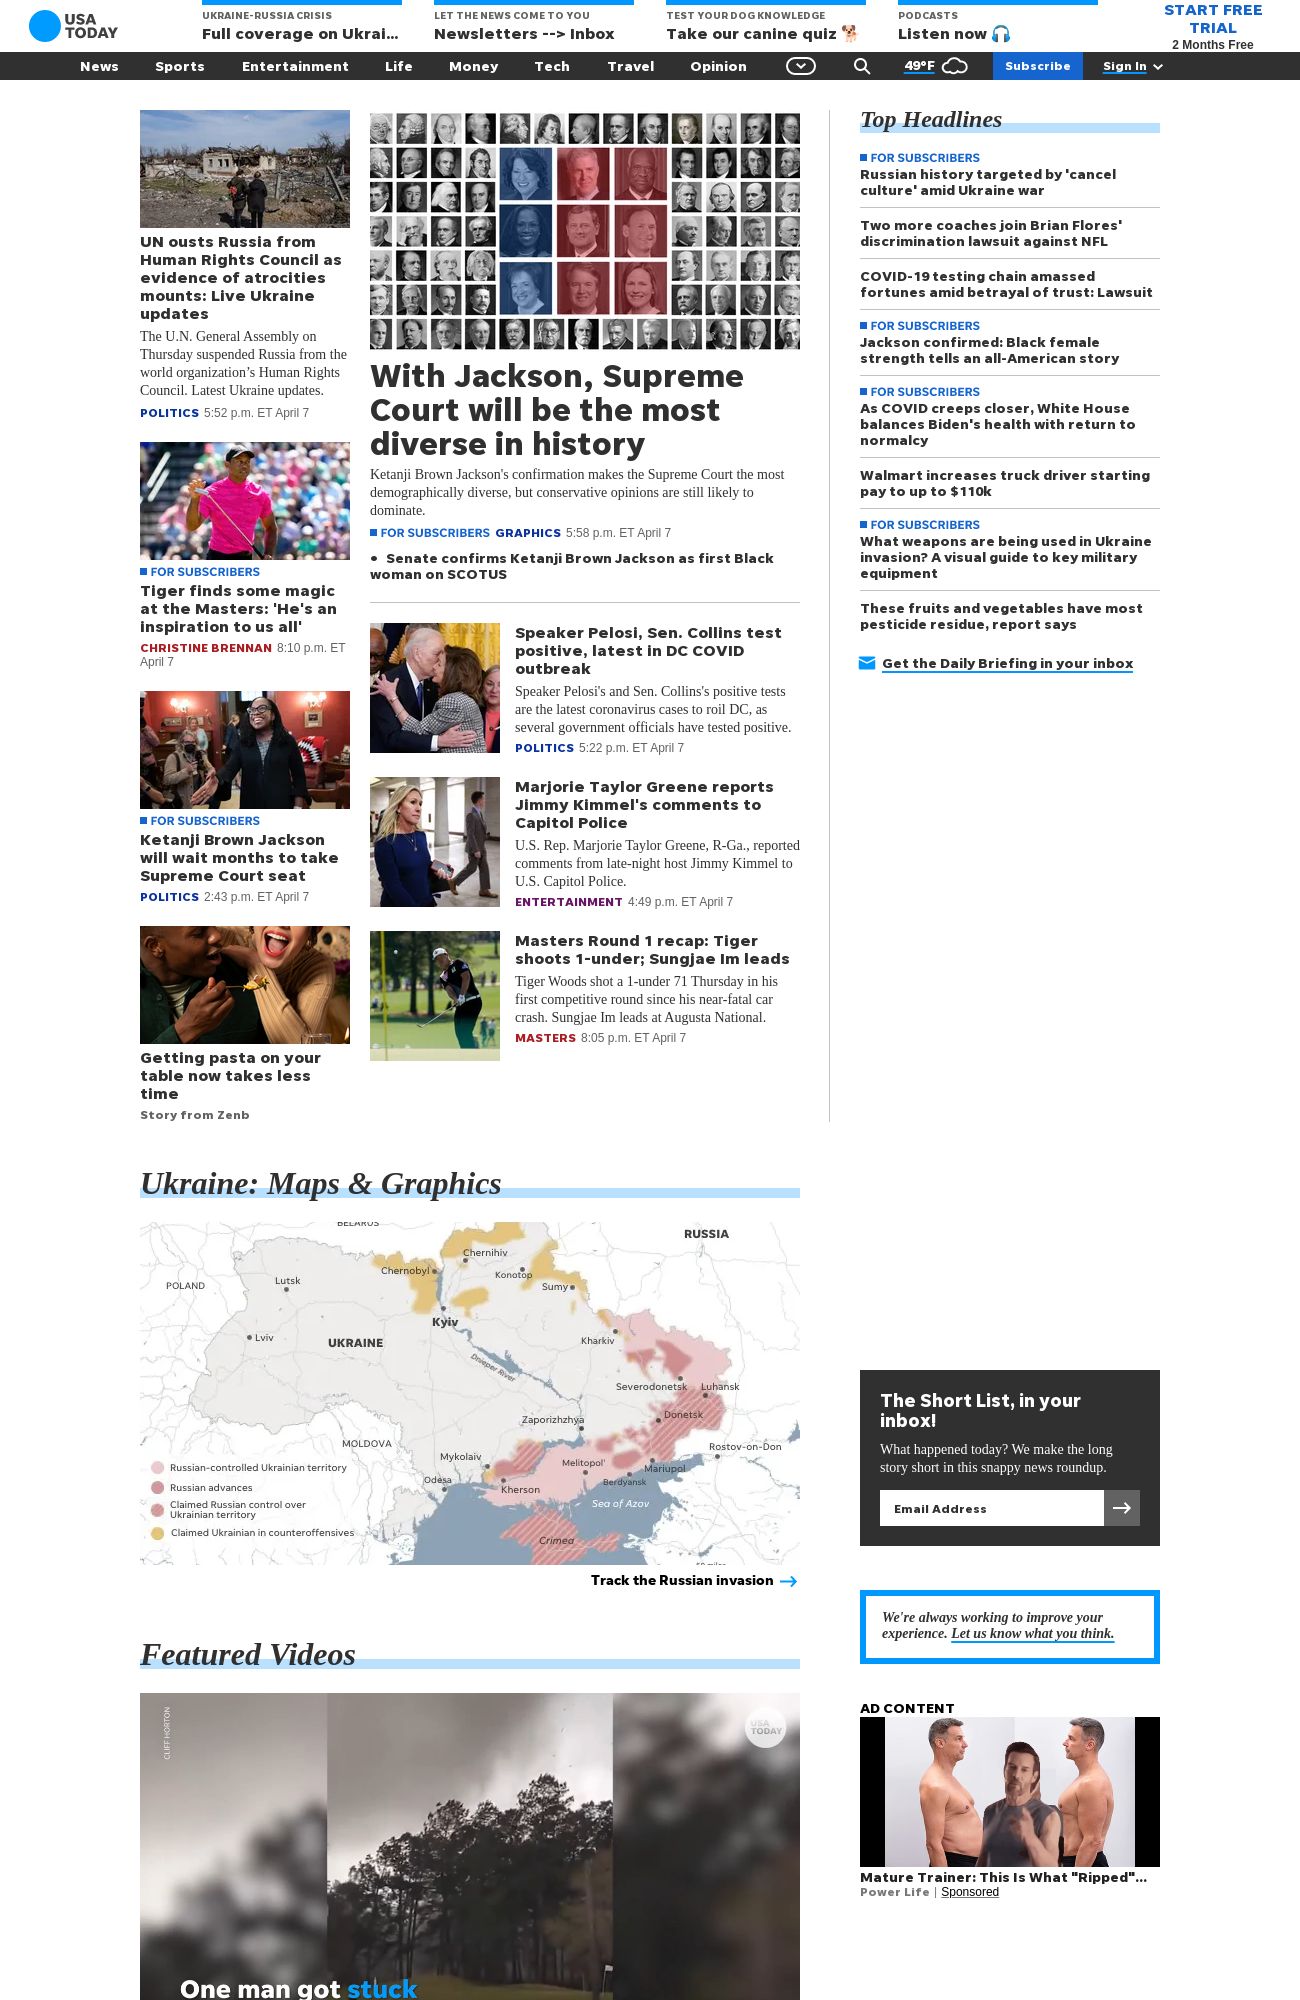 USA
TODAY
UKRAINE-RUSSIA CRISIS
Full coverage on Ukrai...
LET THE NEWS COME TO YOU
Newsletters --> Inbox
TEST YOUR DOG KNOWLEDGE
Take our canine quiz 🐕
PODCASTS
Listen now 🎧
START FREE
TRIAL
2 Months Free
News Sports Entertainment Life Money Tech Travel Opinion 49°F Subscribe Sign In
UN ousts Russia from
Human Rights Council as
evidence of atrocities
mounts: Live Ukraine
updates
The U.N. General Assembly on
Thursday suspended Russia from the
world organization’s Human Rights
Council. Latest Ukraine updates.
POLITICS 5:52 p.m. ET April 7
FOR SUBSCRIBERS
Tiger finds some magic
at the Masters: 'He's an
inspiration to us all'
CHRISTINE BRENNAN 8:10 p.m. ET
April 7
FOR SUBSCRIBERS
Ketanji Brown Jackson
will wait months to take
Supreme Court seat
POLITICS 2:43 p.m. ET April 7
Getting pasta on your
table now takes less
time
Story from Zenb
With Jackson, Supreme
Court will be the most
diverse in history
Ketanji Brown Jackson's confirmation makes the Supreme Court the most
demographically diverse, but conservative opinions are still likely to
dominate.
FOR SUBSCRIBERS GRAPHICS 5:58 p.m. ET April 7
• Senate confirms Ketanji Brown Jackson as first Black
woman on SCOTUS
Speaker Pelosi, Sen. Collins test
positive, latest in DC COVID
outbreak
Speaker Pelosi's and Sen. Collins's positive tests
are the latest coronavirus cases to roil DC, as
several government officials have tested positive.
POLITICS 5:22 p.m. ET April 7
Marjorie Taylor Greene reports
Jimmy Kimmel's comments to
Capitol Police
U.S. Rep. Marjorie Taylor Greene, R-Ga., reported
comments from late-night host Jimmy Kimmel to
U.S. Capitol Police.
ENTERTAINMENT 4:49 p.m. ET April 7
Masters Round 1 recap: Tiger
shoots 1-under; Sungjae Im leads
Tiger Woods shot a 1-under 71 Thursday in his
first competitive round since his near-fatal car
crash. Sungjae Im leads at Augusta National.
MASTERS 8:05 p.m. ET April 7
Top Headlines
FOR SUBSCRIBERS
Russian history targeted by 'cancel
culture' amid Ukraine war
Two more coaches join Brian Flores'
discrimination lawsuit against NFL
COVID-19 testing chain amassed
fortunes amid betrayal of trust: Lawsuit
FOR SUBSCRIBERS
Jackson confirmed: Black female
strength tells an all-American story
FOR SUBSCRIBERS
As COVID creeps closer, White House
balances Biden's health with return to
normalcy
Walmart increases truck driver starting
pay to up to $110k
FOR SUBSCRIBERS
What weapons are being used in Ukraine
invasion? A visual guide to key military
equipment
These fruits and vegetables have most
pesticide residue, report says
Get the Daily Briefing in your inbox
Ukraine: Maps & Graphics
BELARUS
RUSSIA
Chernihiv
Chernobyl
Konotop
POLAND
Lutsk
Sumy
Kyiv
Lviv
UKRAINE
Kharkiv
Dnieper River
Severodonetsk
Luhansk
Zaporizhzhya
Donetsk
MOLDOVA
Rostov-on-Don
Mykolaiv
Melitopol'
Mariupol
Odesa
Berdyansk
Kherson
Sea of Azov
Crimea
Russian-controlled Ukrainian territory
Russian advances
Claimed Russian control over
Ukrainian territory
Claimed Ukrainian in counteroffensives
Track the Russian invasion
Featured Videos
CLIFF HORTON
USA
TODAY
One man got stuck
The Short List, in your
inbox!
What happened today? We make the long
story short in this snappy news roundup.
Email Address
We're always working to improve your
experience. Let us know what you think.
AD CONTENT
Mature Trainer: This Is What "Ripped"...
Power Life | Sponsored